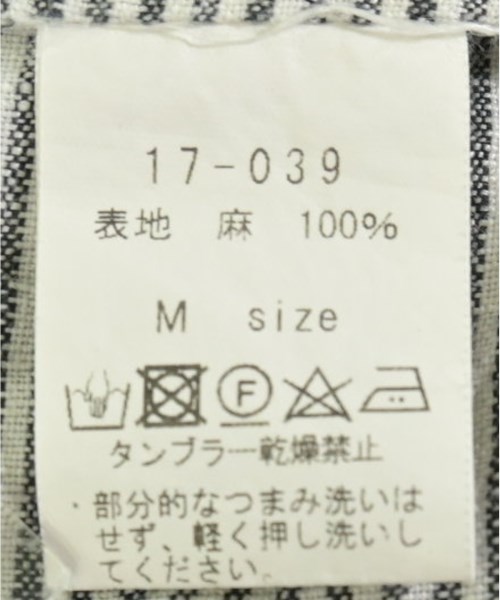 17-039
表地 麻 100%
M size
F
タンブラー乾燥禁止
・部分的なつまみ洗いは
せず、軽く押し洗いし
てください。